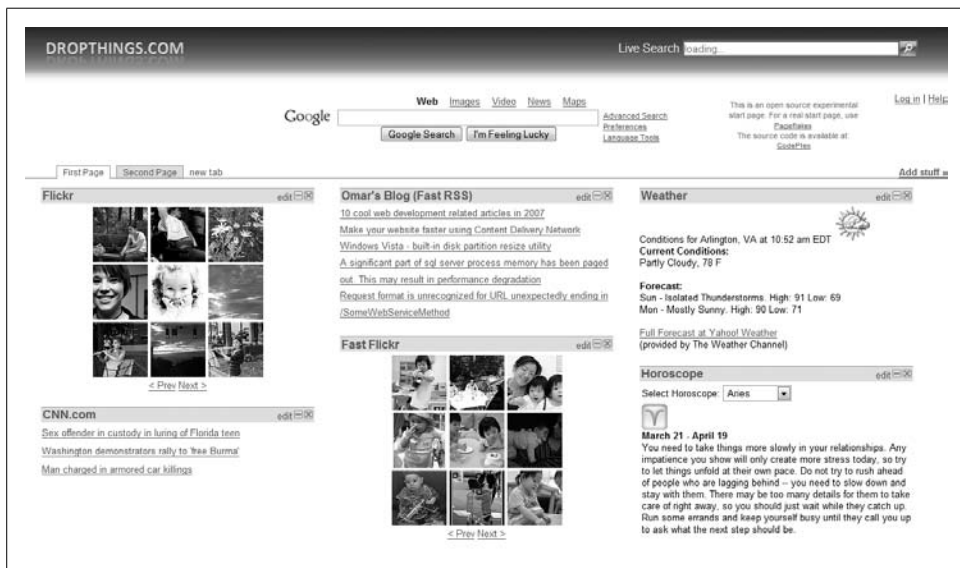 DROPTHINGS.COM
Live Search loading...
Web Images Video News Maps
Google
Advanced Search
Preferences
Language Tools
Google Search I'm Feeling Lucky
This is an open source experimental
start page. For a real start page, use
Pageflakes
The source code is available at:
CodePlex
Log in | Help
First Page Second Page new tab
Add stuff »
Flickr edit
< Prev Next >
CNN.com edit
Sex offender in custody in luring of Florida teen
Washington demonstrators rally to 'free Burma'
Man charged in armored car killings
Omar's Blog (Fast RSS) edit
10 cool web development related articles in 2007
Make your website faster using Content Delivery Network
Windows Vista - built-in disk partition resize utility
A significant part of sql server process memory has been paged
out. This may result in performance degradation
Request format is unrecognized for URL unexpectedly ending in
/SomeWebServiceMethod
Fast Flickr edit
< Prev Next >
Weather edit
Conditions for Arlington, VA at 10:52 am EDT
Current Conditions:
Partly Cloudy, 78 F
Forecast:
Sun - Isolated Thunderstorms. High: 91 Low: 69
Mon - Mostly Sunny. High: 90 Low: 71
Full Forecast at Yahoo! Weather
(provided by The Weather Channel)
Horoscope edit
Select Horoscope: Aries
March 21 - April 19
You need to take things more slowly in your relationships. Any
impatience you show will only create more stress today, so try
to let things unfold at their own pace. Do not try to rush ahead
of people who are lagging behind -- you need to slow down and
stay with them. There may be too many details for them to take
care of right away, so you should just wait while they catch up.
Run some errands and keep yourself busy until they call you up
to ask what the next step should be.